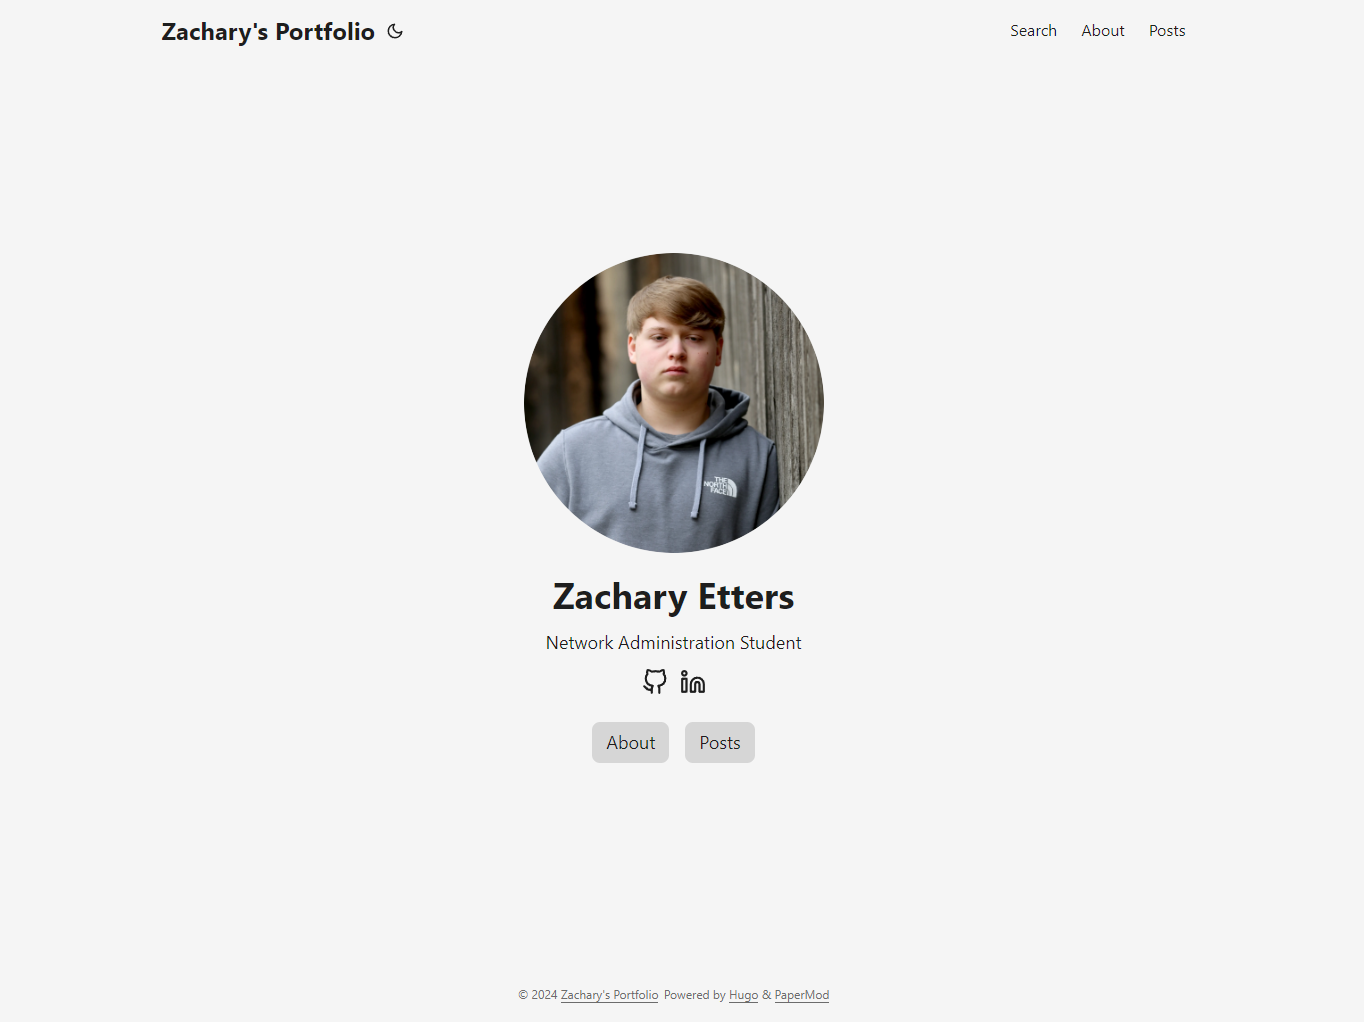 Zachary's Portfolio
Search About Posts
THE
NORTH
FACE
Zachary Etters
Network Administration Student
About Posts
© 2024 Zachary's Portfolio Powered by Hugo & PaperMod